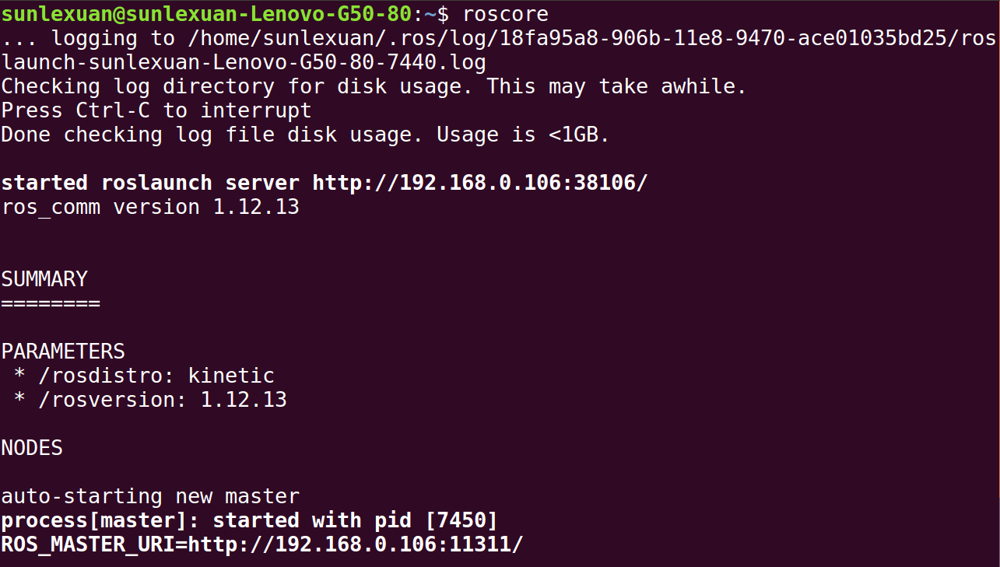 sunlexuan@sunlexuan-Lenovo-G50-80:~$ roscore
... logging to /home/sunlexuan/.ros/log/18fa95a8-906b-11e8-9470-ace01035bd25/ros
launch-sunlexuan-Lenovo-G50-80-7440.log
Checking log directory for disk usage. This may take awhile.
Press Ctrl-C to interrupt
Done checking log file disk usage. Usage is <1GB.

started roslaunch server http://192.168.0.106:38106/
ros_comm version 1.12.13

SUMMARY
========

PARAMETERS
 * /rosdistro: kinetic
 * /rosversion: 1.12.13

NODES

auto-starting new master
process[master]: started with pid [7450]
ROS_MASTER_URI=http://192.168.0.106:11311/